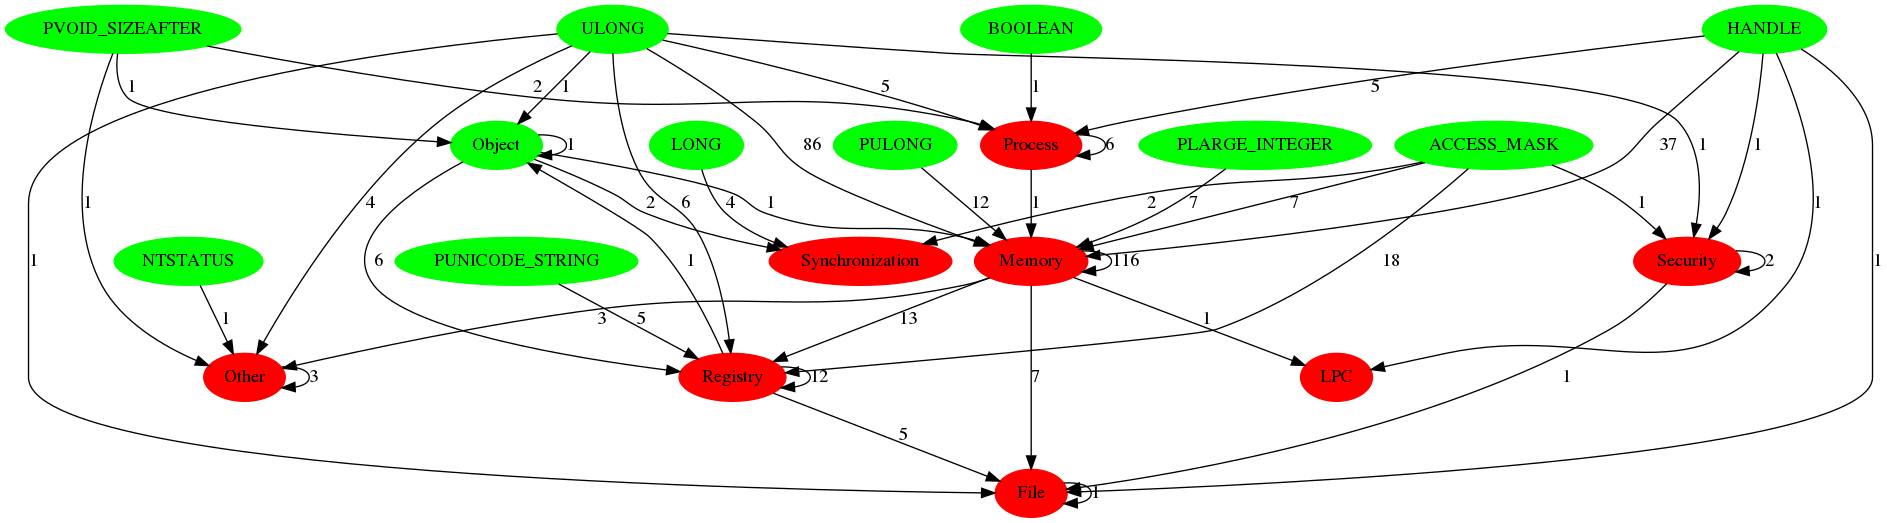 PVOID_SIZEAFTER
ULONG
BOOLEAN
HANDLE
1
2
1
5
1
5
Object
1
LONG
86
PULONG
Process
6
PLARGE_INTEGER
ACCESS_MASK
37
1
1
1
4
6
2
4
1
12
1
7
2
7
1
1
NTSTATUS
6
PUNICODE_STRING
1
Synchronization
Memory
116
18
Security
2
1
1
1
3
5
13
1
Other
3
Registry
12
7
LPC
1
5
File
1